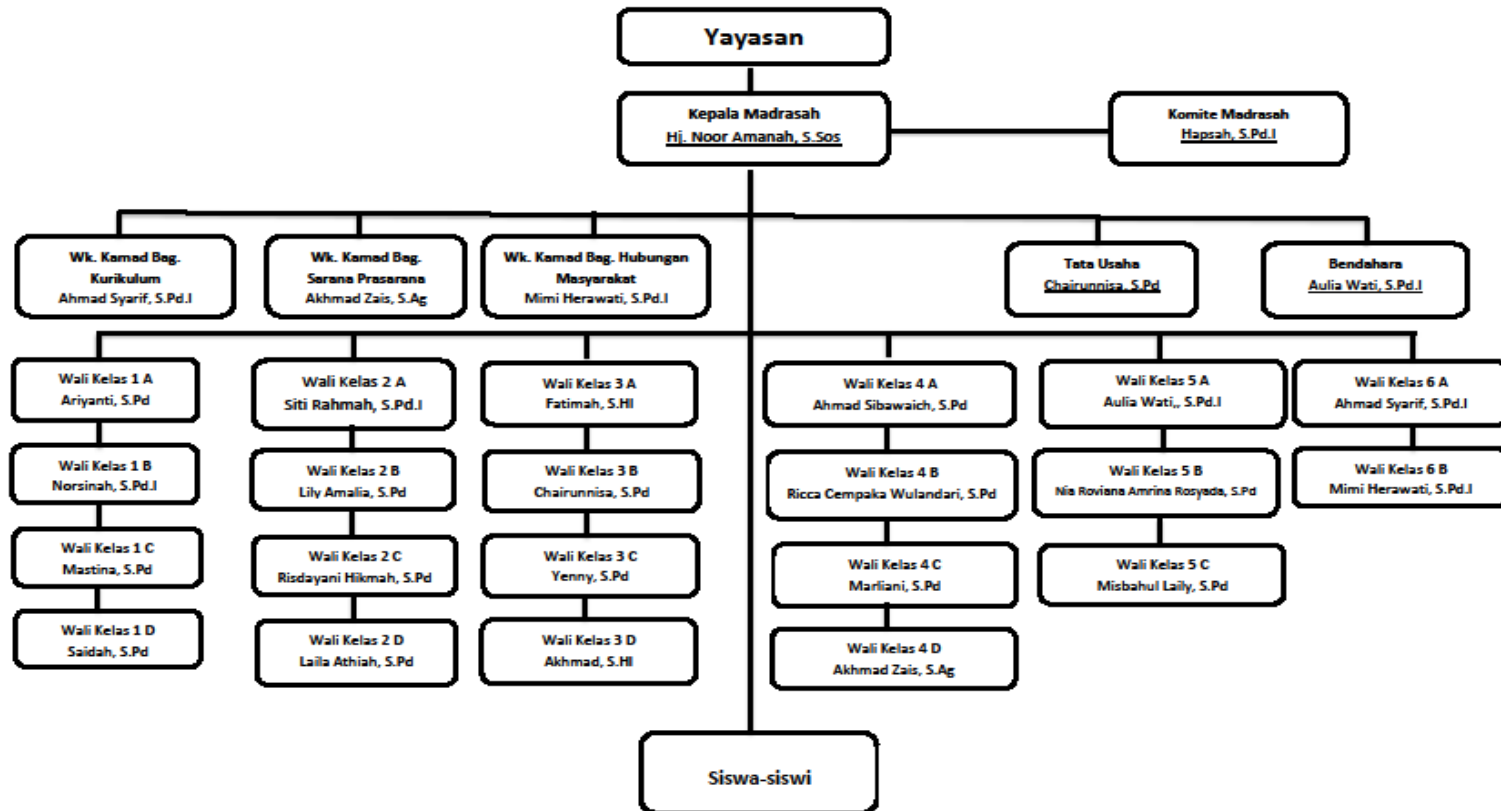 Yayasan
Kepala Madrasah
Hj. Noor Amanah, S.Sos
Komite Madrasah
Hapsah, S.Pd.I
Wk. Kamad Bag.
Kurikulum
Ahmad Syarif, S.Pd.I
Wk. Kamad Bag.
Sarana Prasarana
Akhmad Zais, S.Ag
Wk. Kamad Bag. Hubungan
Masyarakat
Mimi Herawati, S.Pd.I
Tata Usaha
Chairunnisa, S.Pd
Bendahara
Aulia Wati, S.Pd.I
Wali Kelas 1 A
Ariyanti, S.Pd
Wali Kelas 2 A
Siti Rahmah, S.Pd.I
Wali Kelas 3 A
Fatimah, S.HI
Wali Kelas 4 A
Ahmad Sibawaich, S.Pd
Wali Kelas 5 A
Aulia Wati,, S.Pd.I
Wali Kelas 6 A
Ahmad Syarif, S.Pd.I
Wali Kelas 1 B
Norsinah, S.Pd.I
Wali Kelas 2 B
Lily Amalia, S.Pd
Wali Kelas 3 B
Chairunnisa, S.Pd
Wali Kelas 4 B
Ricca Cempaka Wulandari, S.Pd
Wali Kelas 5 B
Nia Roviana Amrina Rosyada, S.Pd
Wali Kelas 6 B
Mimi Herawati, S.Pd.I
Wali Kelas 1 C
Mastina, S.Pd
Wali Kelas 2 C
Risdayani Hikmah, S.Pd
Wali Kelas 3 C
Yenny, S.Pd
Wali Kelas 4 C
Marliani, S.Pd
Wali Kelas 5 C
Misbahul Laily, S.Pd
Wali Kelas 1 D
Saidah, S.Pd
Wali Kelas 2 D
Laila Athiah, S.Pd
Wali Kelas 3 D
Akhmad, S.HI
Wali Kelas 4 D
Akhmad Zais, S.Ag
Siswa-siswi